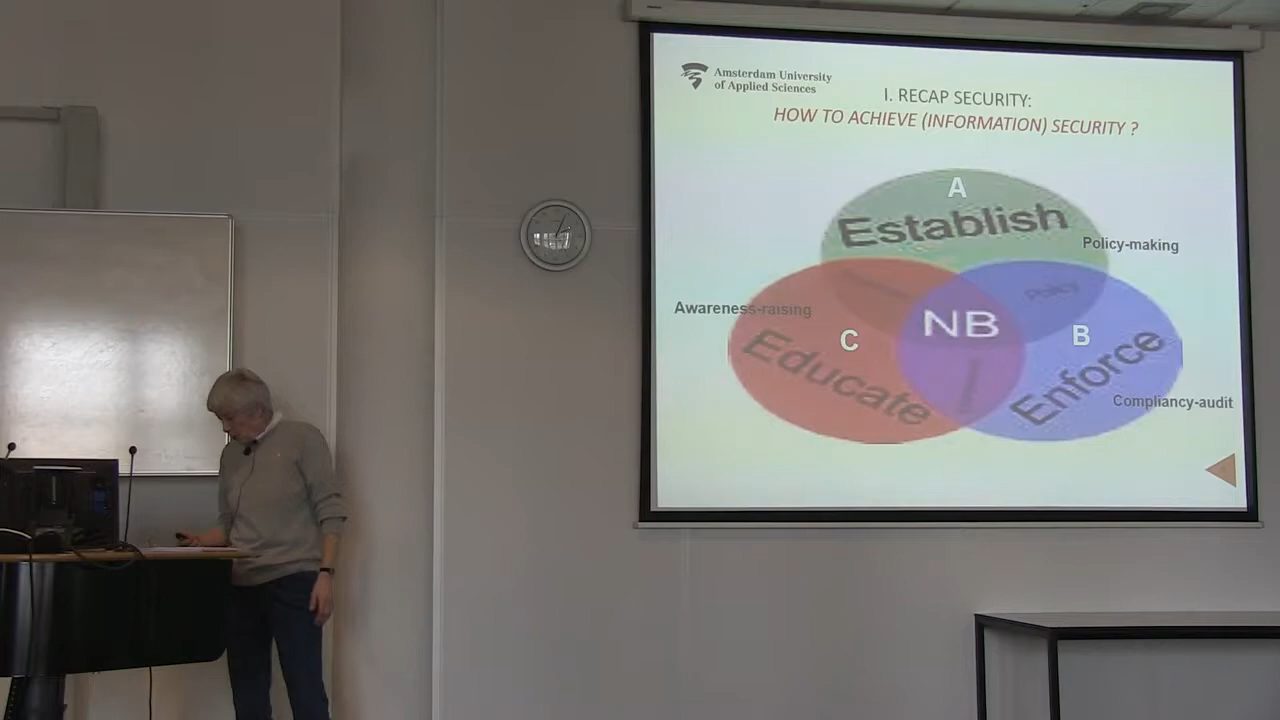 Amsterdam University
of Applied Sciences
I. RECAP SECURITY:
HOW TO ACHIEVE (INFORMATION) SECURITY ?
A
Establish
Policy-making
Policy
Awareness-raising
NB
C
B
Educate
Enforce
Compliancy-audit